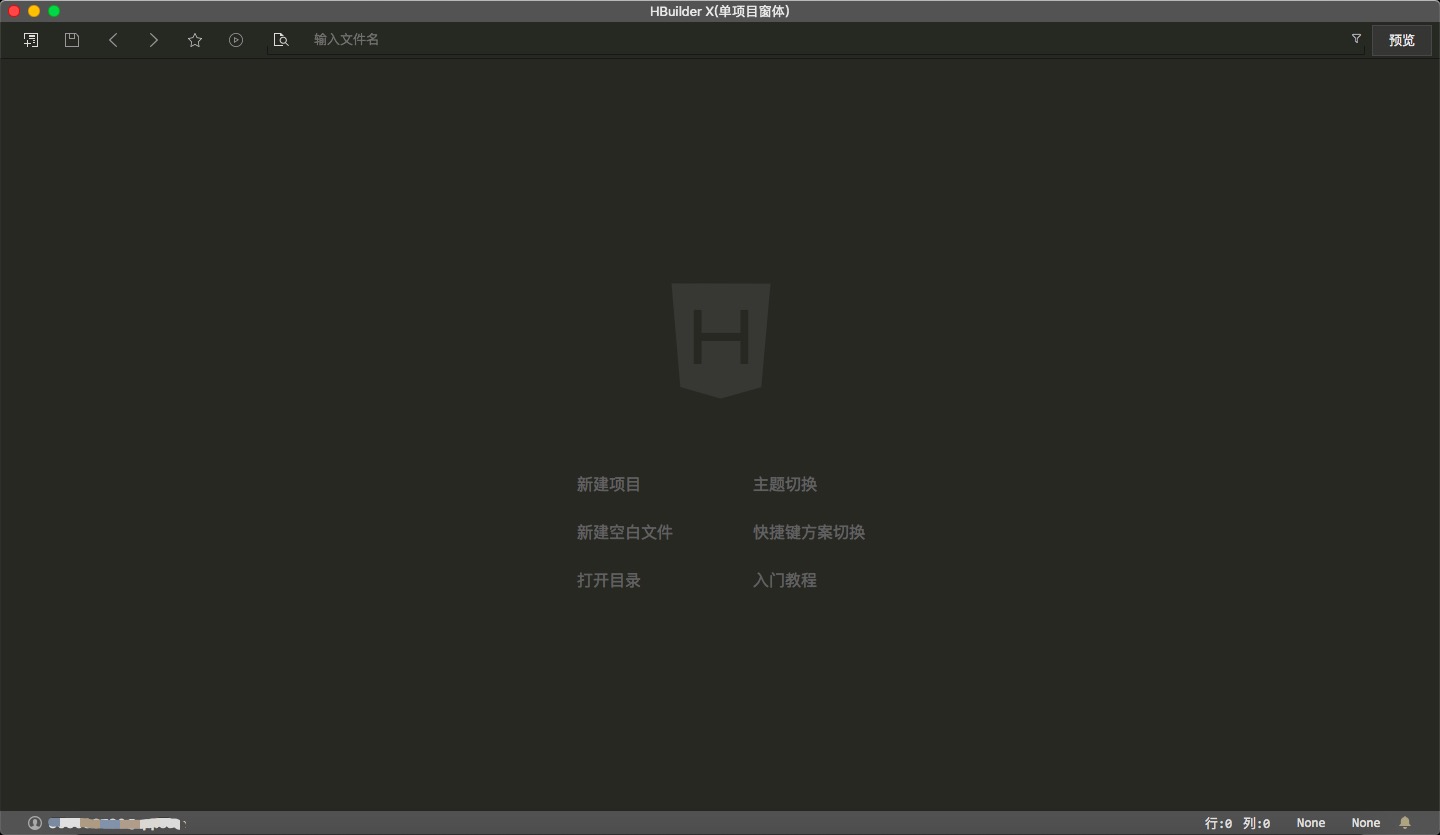 HBuilder X(单项目窗体)
输入文件名
预览
H
新建项目 主题切换
新建空白文件 快捷键方案切换
打开目录 入门教程
行:0 列:0 None None